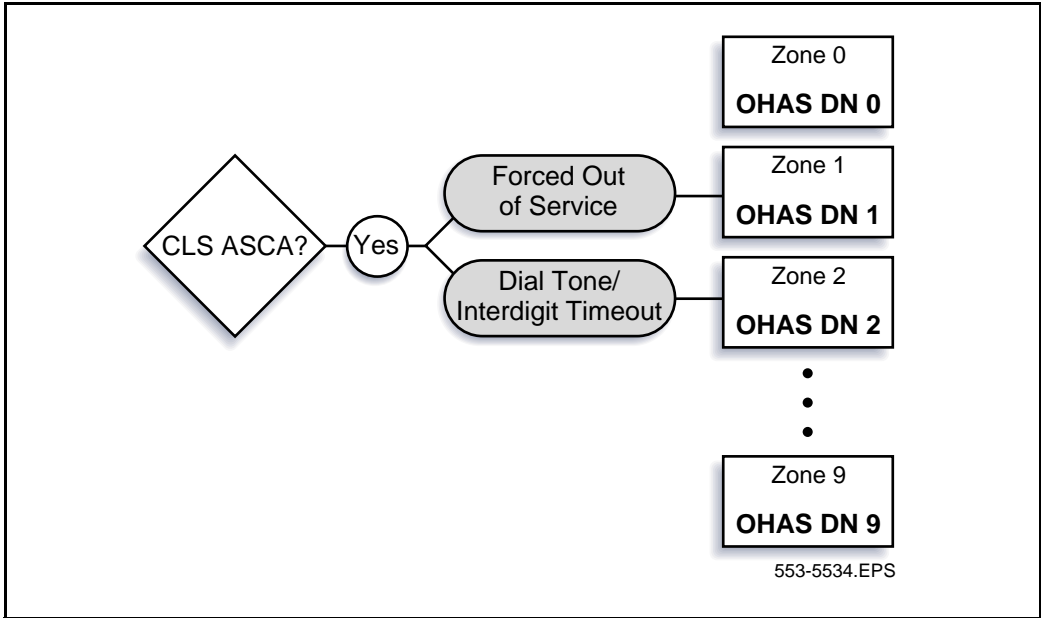 CLS ASCA?
Yes
Forced Out
of Service
Dial Tone/
Interdigit Timeout
Zone 0
OHAS DN 0
Zone 1
OHAS DN 1
Zone 2
OHAS DN 2
Zone 9
OHAS DN 9
553-5534.EPS